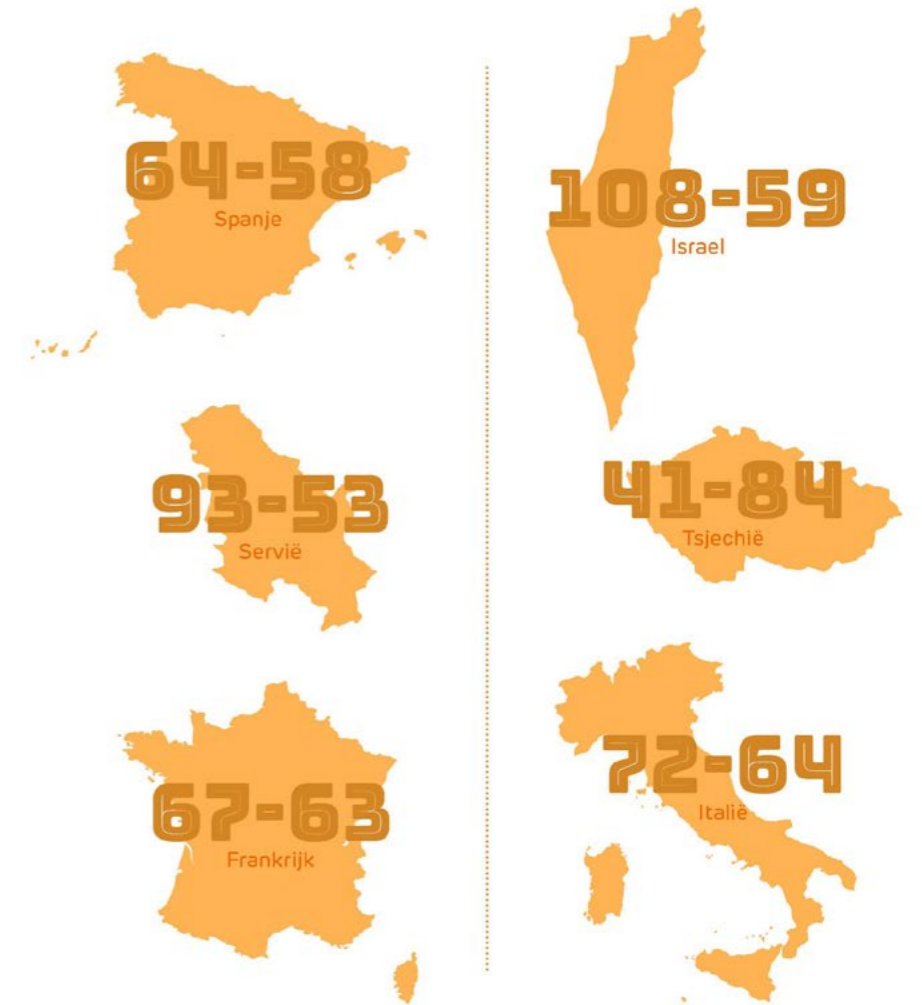 64-58
Spanje
93-53
Servië
67-63
Frankrijk
108-59
Israel
41-84
Tsjechië
72-64
Italië